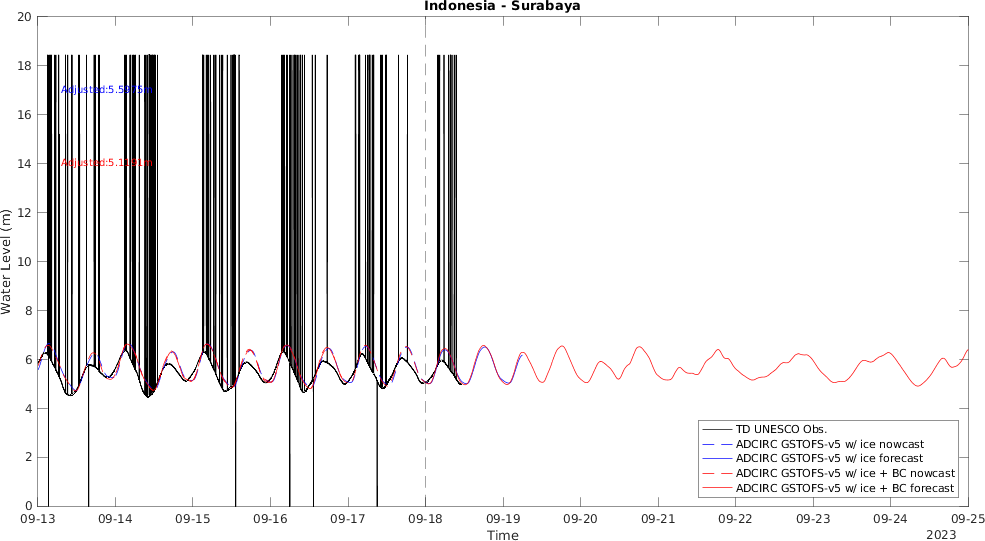 Indonesia - Surabaya
20
18
16
14
12
10
8
6
4
2
0
Water Level (m)
TD UNESCO Obs.
ADCIRC GSTOFS-v5 w/ ice nowcast
ADCIRC GSTOFS-v5 w/ ice forecast
ADCIRC GSTOFS-v5 w/ ice + BC nowcast
ADCIRC GSTOFS-v5 w/ ice + BC forecast
09-13 09-14 09-15 09-16 09-17 09-18 09-19 09-20 09-21 09-22 09-23 09-24 09-25
Time
2023